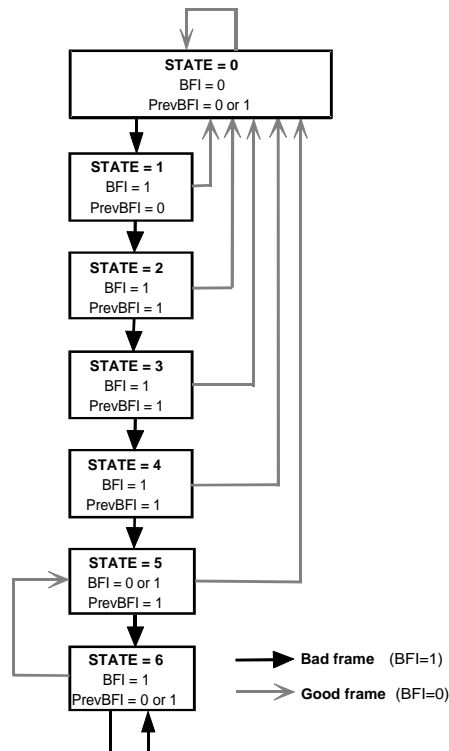 STATE = 0
BFI = 0
PrevBFI = 0 or 1
STATE = 1
BFI = 1
PrevBFI = 0
STATE = 2
BFI = 1
PrevBFI = 1
STATE = 3
BFI = 1
PrevBFI = 1
STATE = 4
BFI = 1
PrevBFI = 1
STATE = 5
BFI = 0 or 1
PrevBFI = 1
STATE = 6
BFI = 1
PrevBFI = 0 or 1
Bad frame (BFI=1)
Good frame (BFI=0)